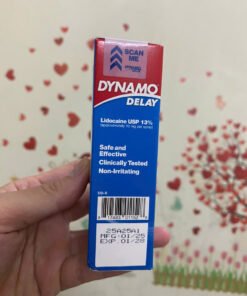 SCAN
ME
DYNAMO
DELAY
Lidocaine USP 13%
Safe and
Effective
Clinically Tested
Non-Irritating
25A25A1
MFG:01/25
EXP:01/28